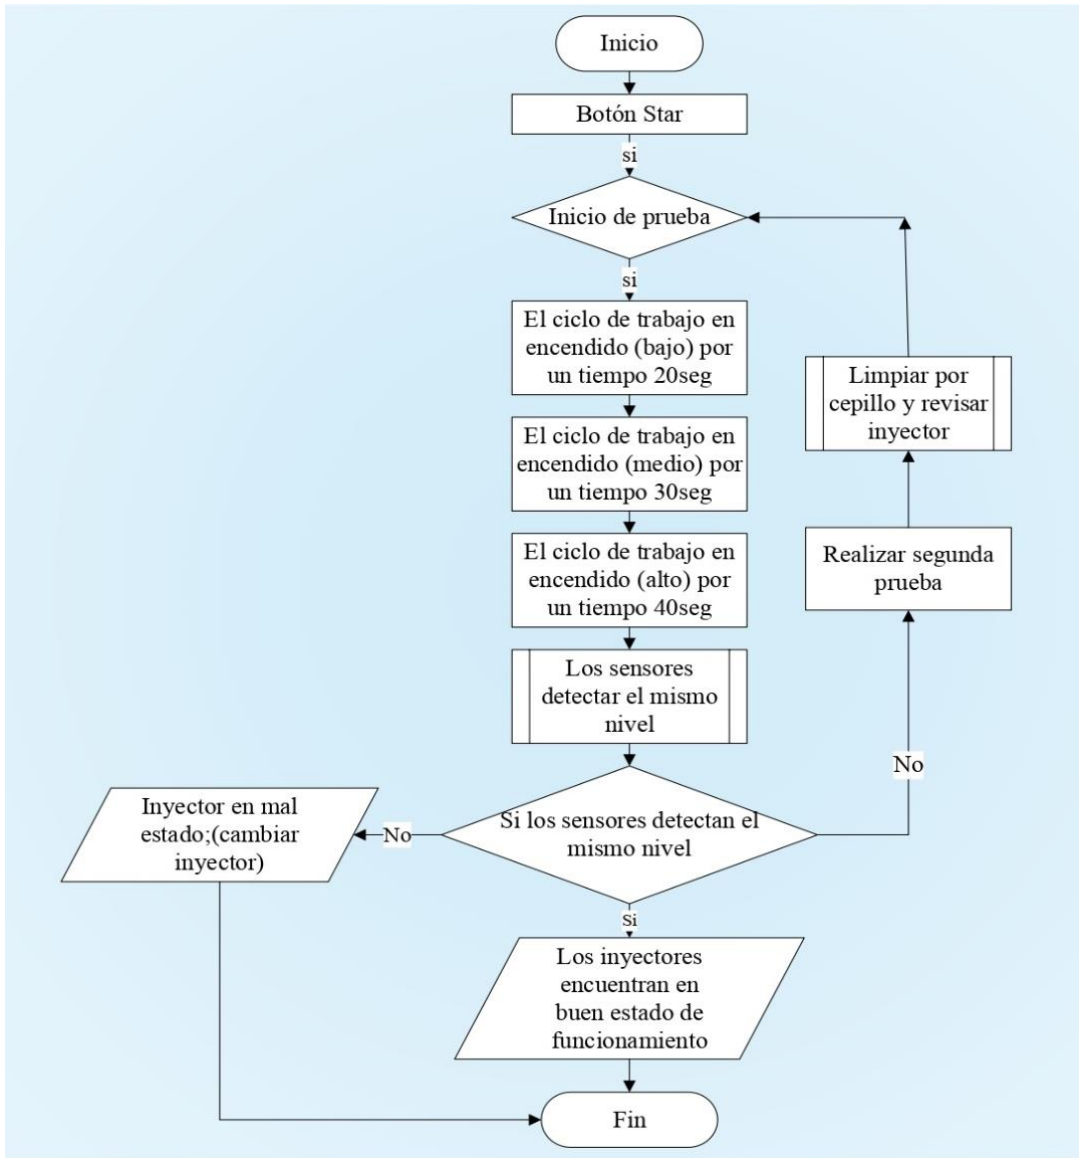 Inicio
Botón Star
si
Inicio de prueba
si
El ciclo de trabajo en
encendido (bajo) por
un tiempo 20seg
Limpiar por
cepillo y revisar
inyector
El ciclo de trabajo en
encendido (medio) por
un tiempo 30seg
El ciclo de trabajo en
encendido (alto) por
un tiempo 40seg
Realizar segunda
prueba
Los sensores
detectar el mismo
nivel
No
Inyector en mal
estado;(cambiar
inyector)
No
Si los sensores detectan el
mismo nivel
Si
Los inyectores
encuentran en
buen estado de
funcionamiento
Fin